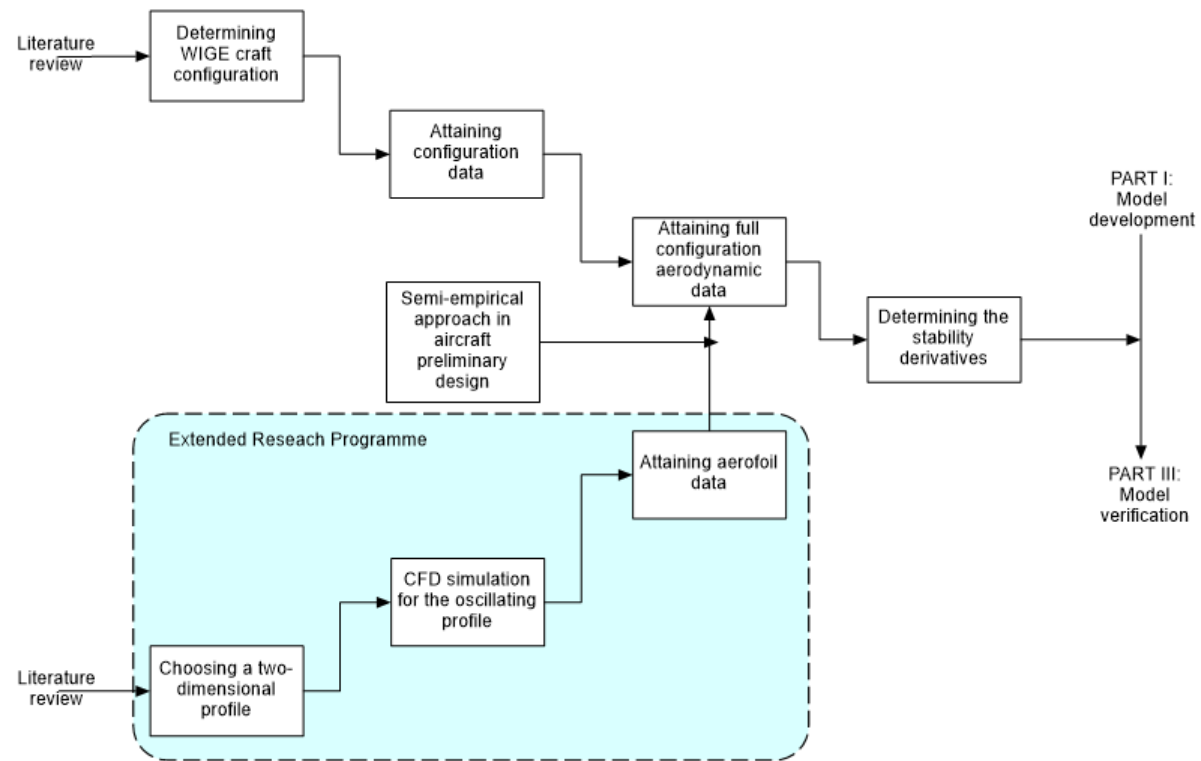 Literature
review
Determining
WIGE craft
configuration
Attaining
configuration
data
PART I:
Model
development
Attaining full
configuration
aerodynamic
data
Semi-empirical
approach in
aircraft
preliminary
design
Determining the
stability
derivatives
Extended Reseach Programme
Attaining aerofoil
data
PART III:
Model
verification
CFD simulation
for the oscillating
profile
Literature
review
Choosing a two-
dimensional
profile